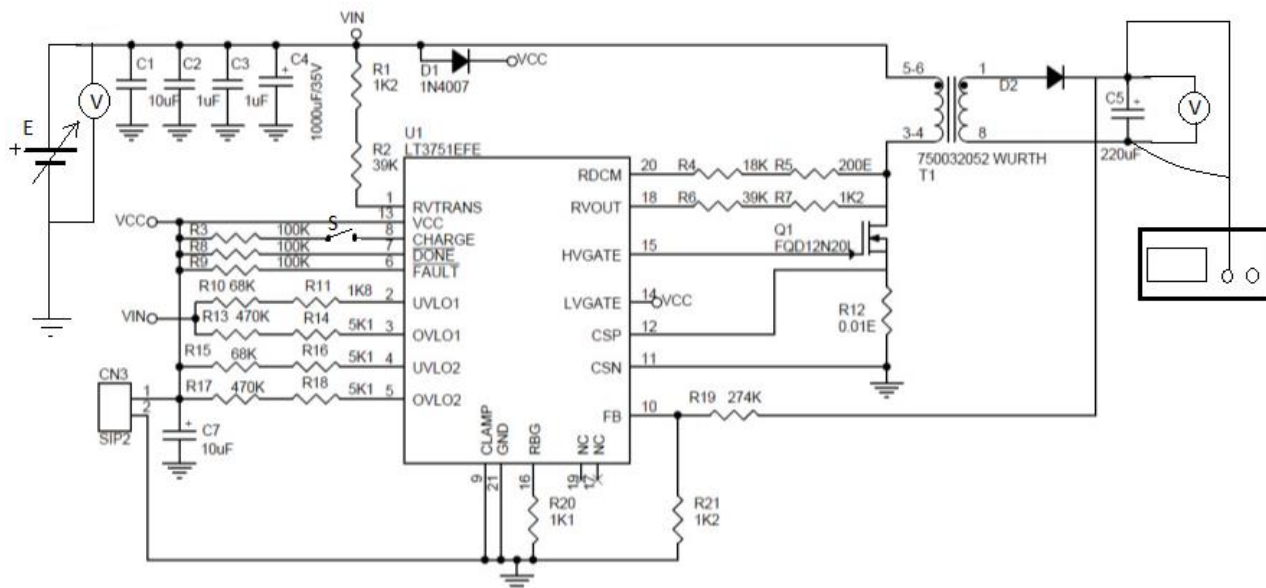 VIN
C1
C2
10uF
C3
1uF
C4
1uF
1000uF/35V
+
R1
1K2
D1
1N4007
VCC
V
E
+
R2
39K
U1
LT3751EFE
1 RVTRANS
13 VCC
8 CHARGE
7 DONE
6 FAULT
2 UVLO1
3 OVLO1
4 UVLO2
5 OVLO2
VCC
R3 100K S
R8 100K
R9 100K
R10 68K R11 1K8
VIN
R13 470K R14 5K1
R15 68K R16 5K1
R17 470K R18 5K1
CN3
1
2
SIP2
C7
10uF
+
RDCM 20 R4 18K R5 200E
RVOUT 18 R6 39K R7 1K2
HVGATE 15
LVGATE 14 VCC
CSP 12
CSN 11
FB 10 R19 274K
CLAMP 9
GND 21
RBG 16
NC 19
NC 17
R20
1K1
R21
1K2
Q1
FQD12N20L
R12
0.01E
5-6
3-4
1
8
D2
750032052 WURTH
T1
C5
+
220uF
V